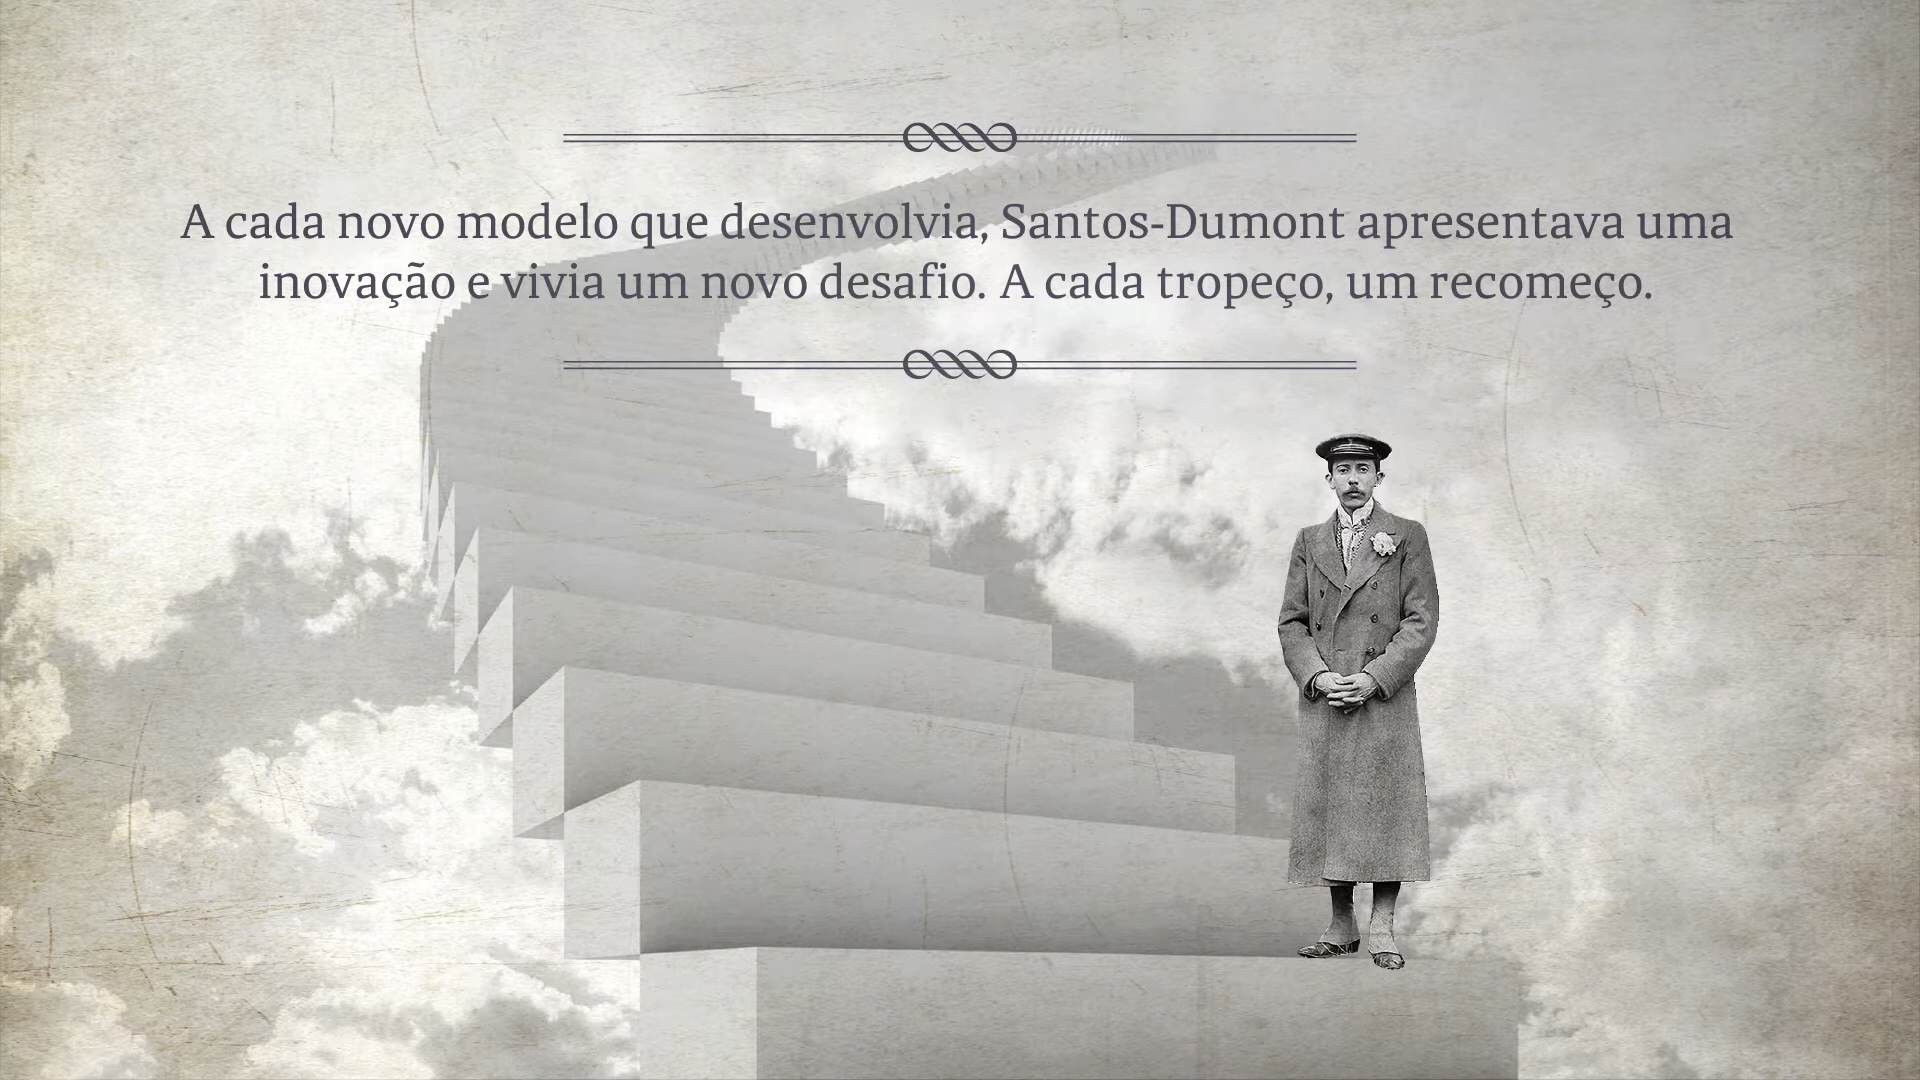 A cada novo modelo que desenvolvia, Santos-Dumont apresentava uma
inovação e vivia um novo desafio. A cada tropeço, um recomeço.